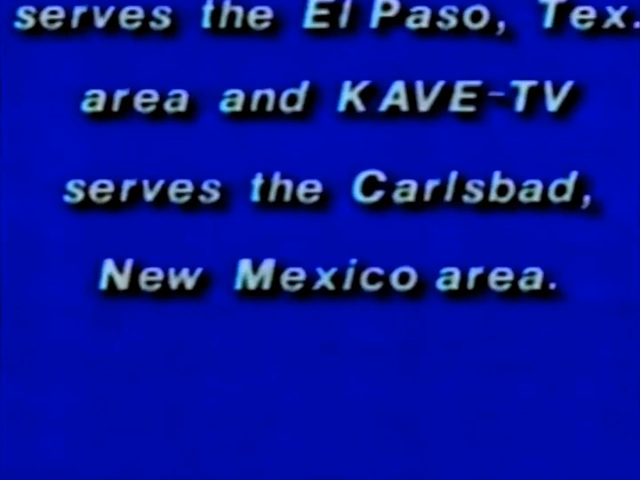 serves the El Paso, Tex.
area and KAVE-TV
serves the Carlsbad,
New Mexico area.